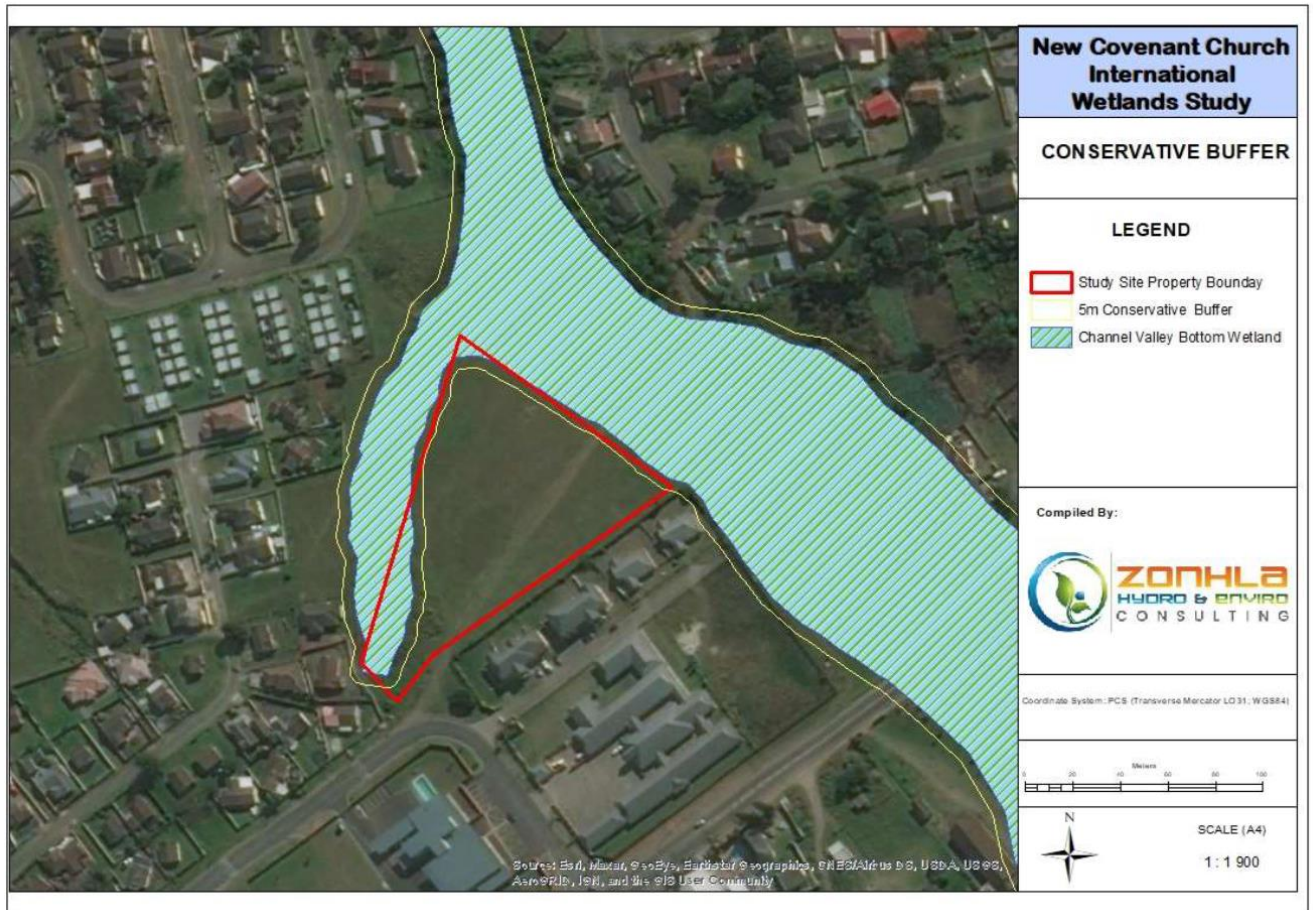 New Covenant Church
International
Wetlands Study
CONSERVATIVE BUFFER
LEGEND
Study Site Property Bounday
5m Conservative Buffer
Channel Valley Bottom Wetland
Compiled By:
ZONHLA
HYDRO & ENVIRO
CONSULTING
Coordinate System: PCS (Transverse Mercator LO31; WGS84)
Meters
0 20 40 60 80 100
N
SCALE (A4)
1 : 1 900
Source: Esri, Maxar, GeoEye, Earthstar Geographics, CNES/Airbus DS, USDA, USGS,
AeroGRID, IGN, and the GIS User Community